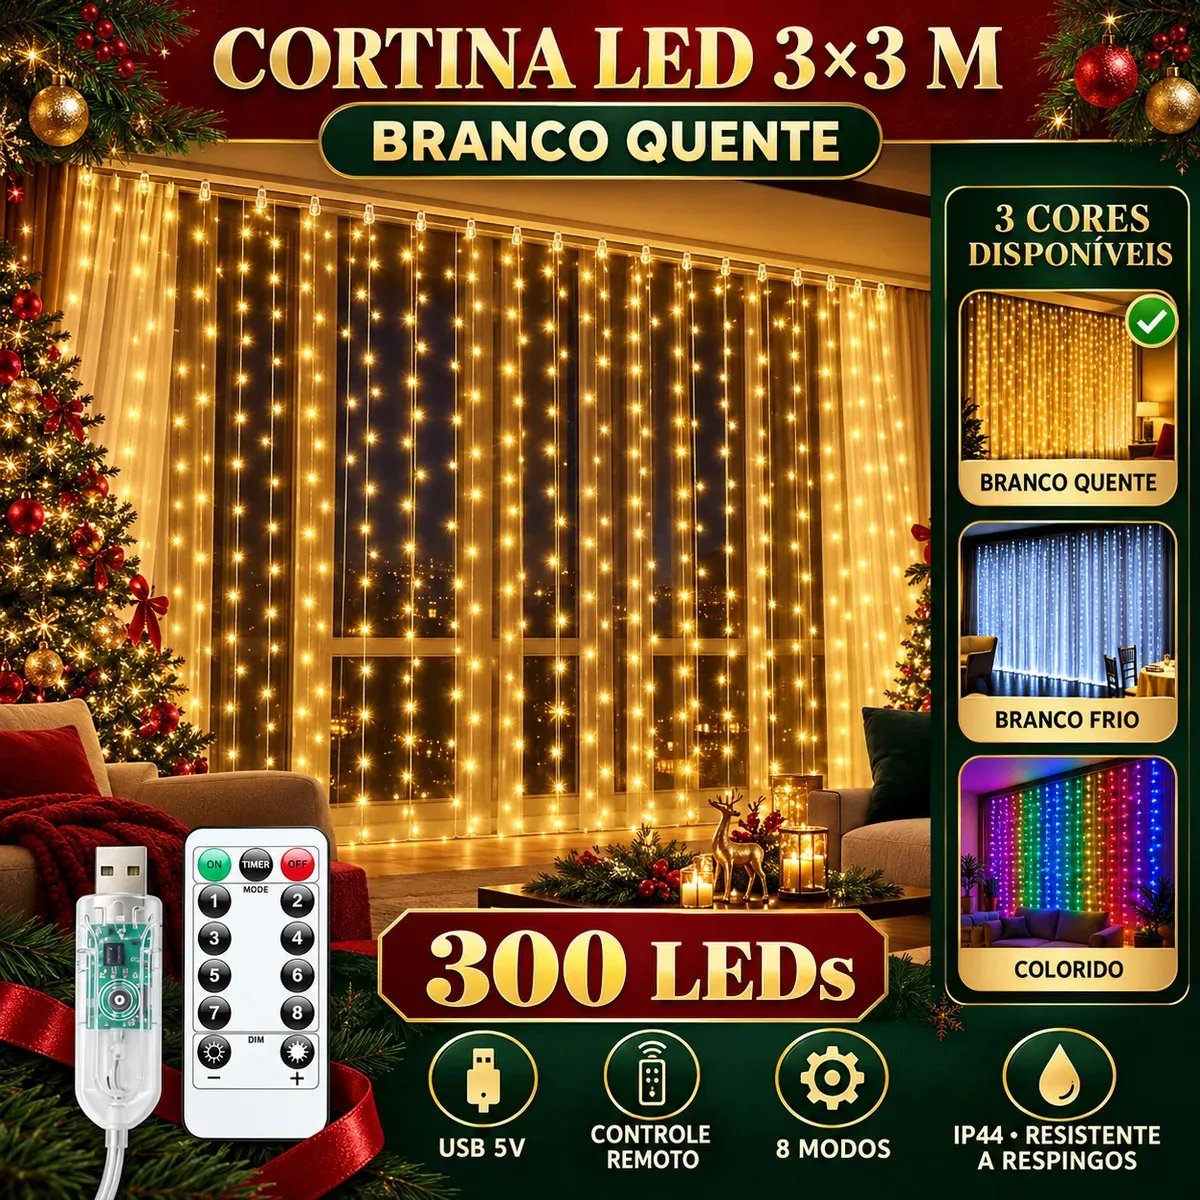 CORTINA LED 3×3 M
BRANCO QUENTE
3 CORES
DISPONÍVEIS
BRANCO QUENTE
BRANCO FRIO
COLORIDO
ON TIMER OFF
MODE
1 2
3 4
5 6
7 8
DIM
− +
300 LEDs
USB 5V
CONTROLE
REMOTO
8 MODOS
IP44 • RESISTENTE
A RESPINGOS